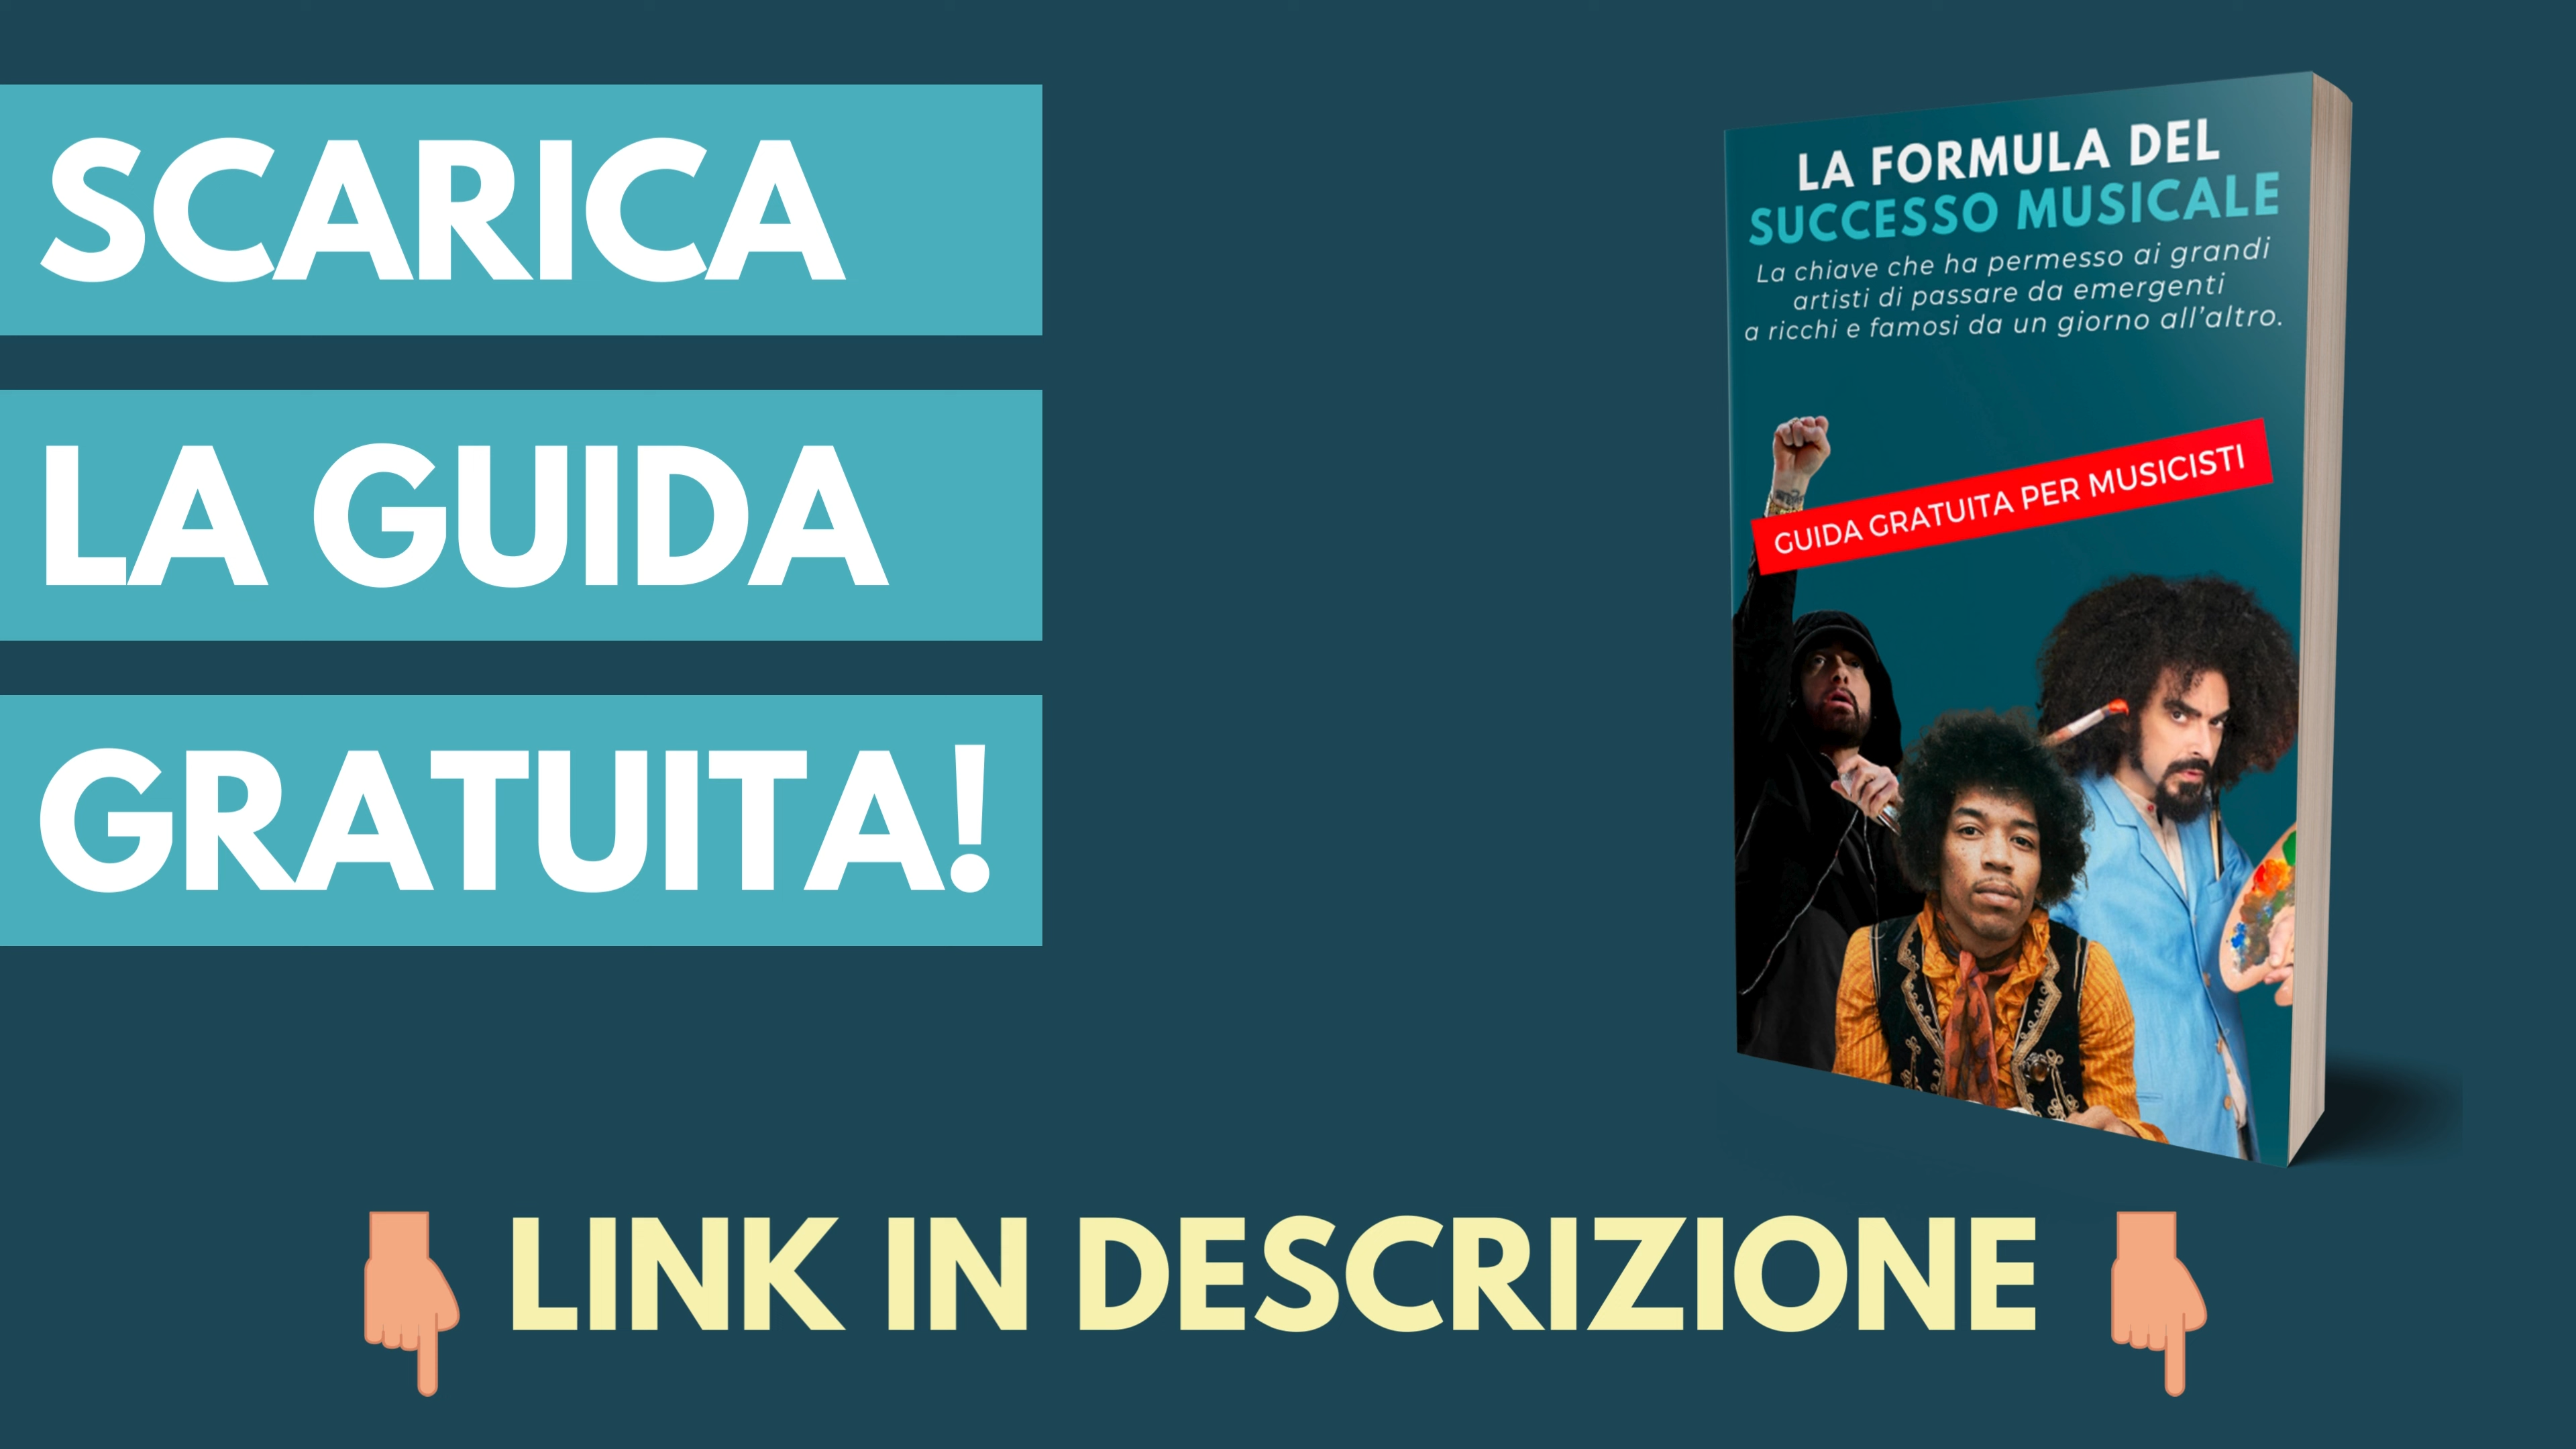 SCARICA
LA GUIDA
GRATUITA!
LA FORMULA DEL
SUCCESSO MUSICALE
La chiave che ha permesso ai grandi
artisti di passare da emergenti
a ricchi e famosi da un giorno all'altro.
GUIDA GRATUITA PER MUSICISTI
LINK IN DESCRIZIONE